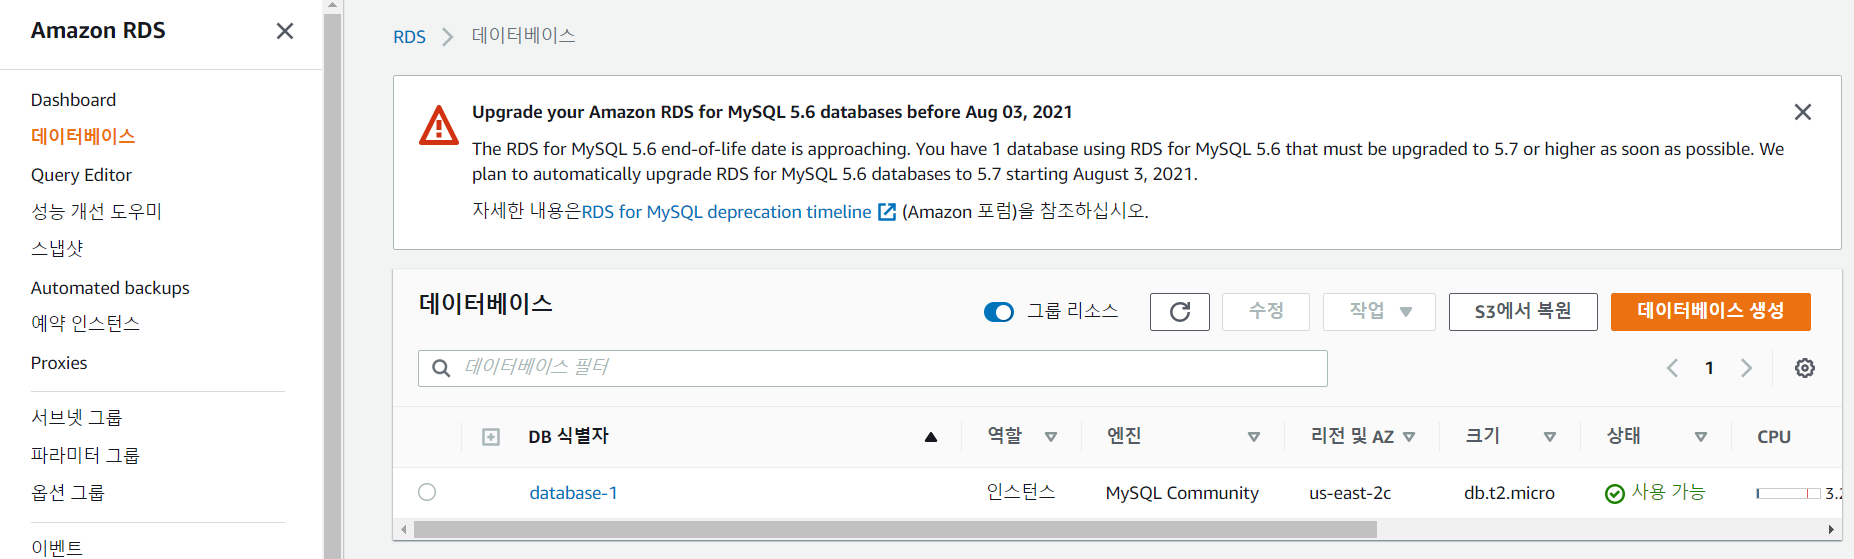 Amazon RDS
Dashboard
데이터베이스
Query Editor
성능 개선 도우미
스냅샷
Automated backups
예약 인스턴스
Proxies
서브넷 그룹
파라미터 그룹
옵션 그룹
이벤트
RDS > 데이터베이스
Upgrade your Amazon RDS for MySQL 5.6 databases before Aug 03, 2021
The RDS for MySQL 5.6 end-of-life date is approaching. You have 1 database using RDS for MySQL 5.6 that must be upgraded to 5.7 or higher as soon as possible. We
plan to automatically upgrade RDS for MySQL 5.6 databases to 5.7 starting August 3, 2021.
자세한 내용은RDS for MySQL deprecation timeline (Amazon 포럼)을 참조하십시오.
데이터베이스 그룹 리소스 수정 작업 S3에서 복원 데이터베이스 생성
데이터베이스 필터 1
DB 식별자 역할 엔진 리전 및 AZ 크기 상태 CPU
database-1 인스턴스 MySQL Community us-east-2c db.t2.micro 사용 가능